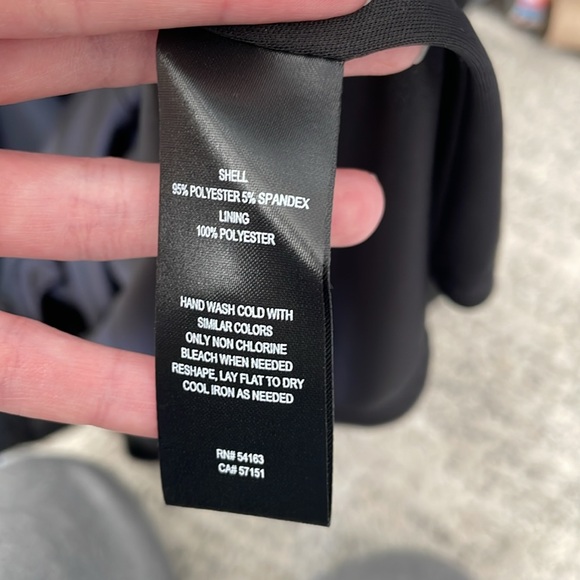 SHELL
95% POLYESTER 5% SPANDEX
LINING
100% POLYESTER
HAND WASH COLD WITH
SIMILAR COLORS
ONLY NON CHLORINE
BLEACH WHEN NEEDED
RESHAPE, LAY FLAT TO DRY
COOL IRON AS NEEDED
RN# 54163
CA# 57151